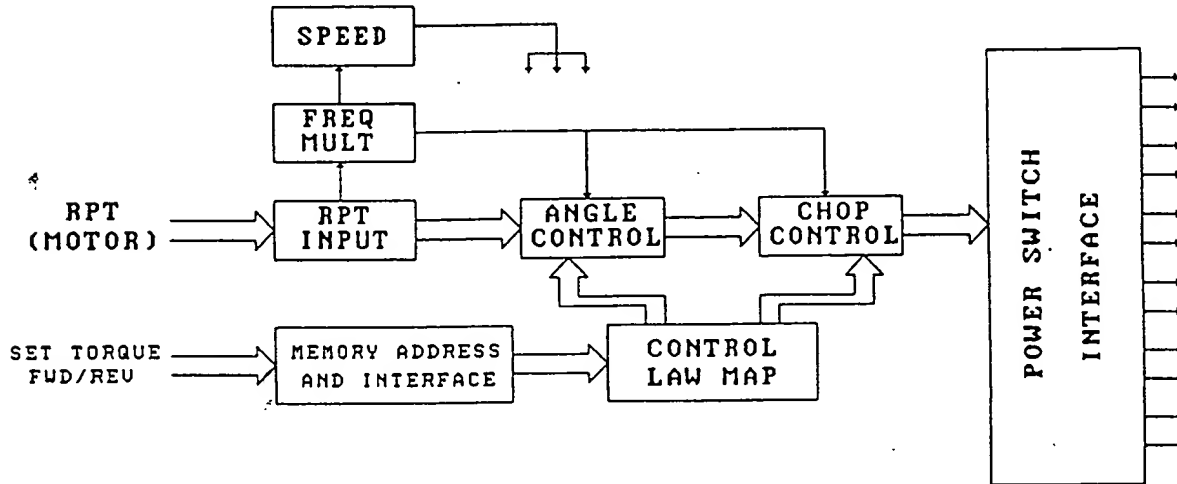 SPEED
FREQ
MULT
RPT
(MOTOR)
RPT
INPUT
ANGLE
CONTROL
CHOP
CONTROL
POWER SWITCH
INTERFACE
SET TORQUE
FWD/REV
MEMORY ADDRESS
AND INTERFACE
CONTROL
LAW MAP